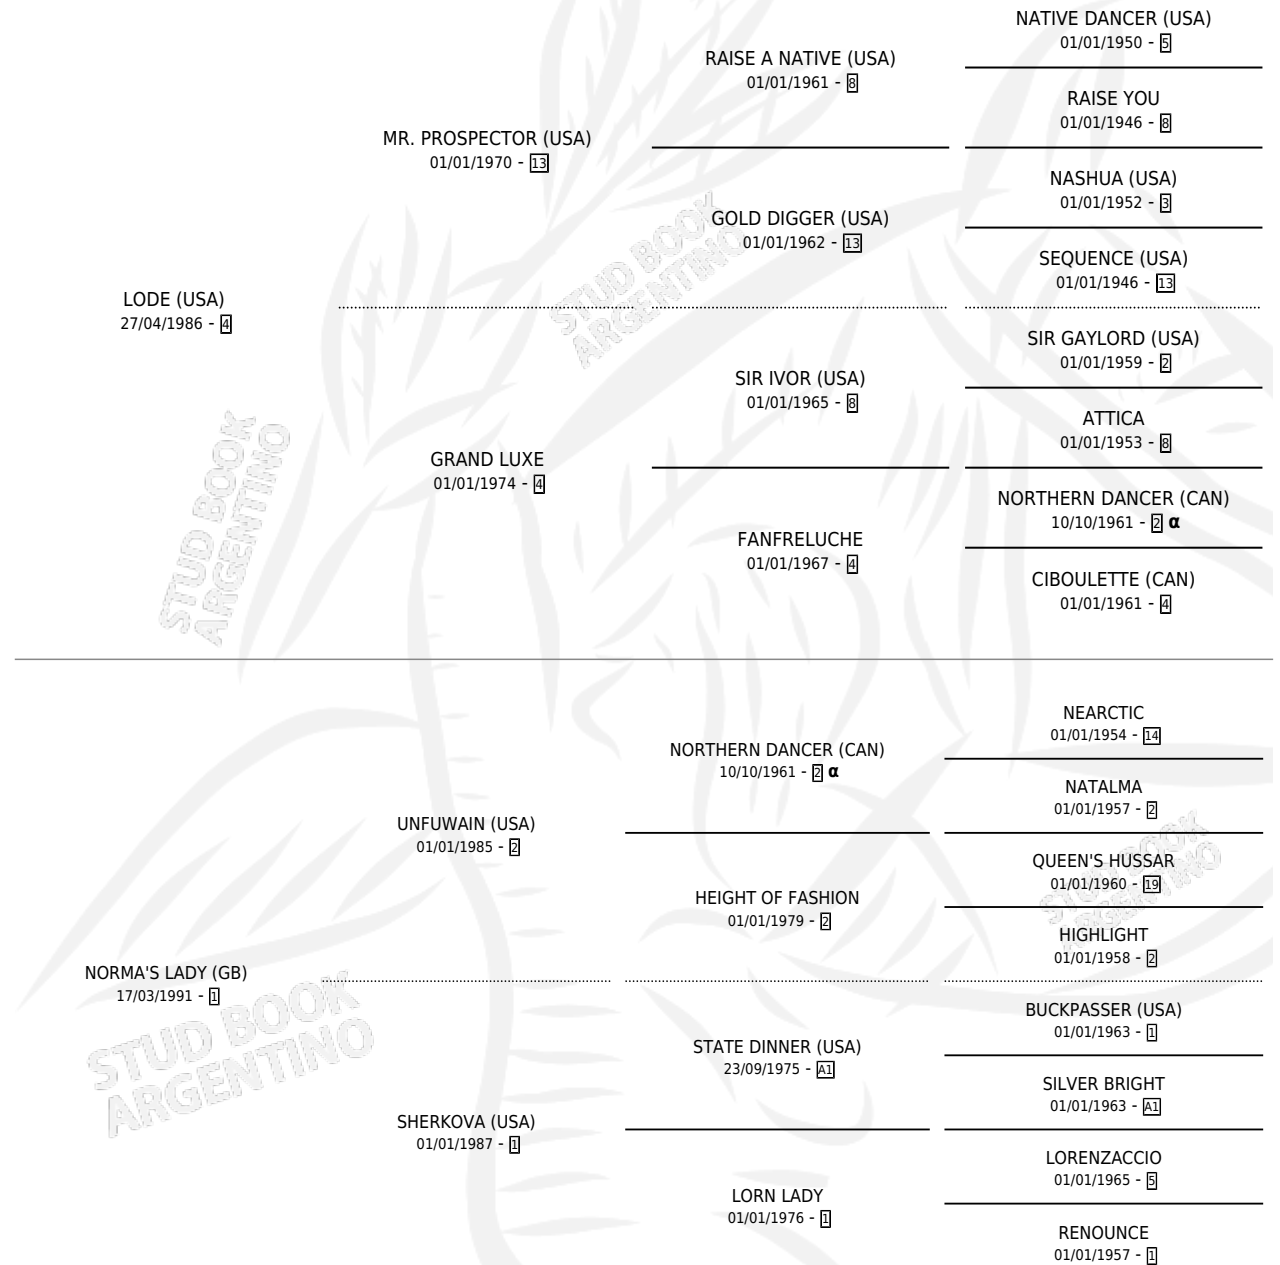 NATIVE DANCER (USA)
01/01/1950 - 5
RAISE A NATIVE (USA)
01/01/1961 - 8
RAISE YOU
01/01/1946 - 8
MR. PROSPECTOR (USA)
01/01/1970 - 13
NASHUA (USA)
01/01/1952 - 3
GOLD DIGGER (USA)
01/01/1962 - 13
SEQUENCE (USA)
01/01/1946 - 13
LODE (USA)
27/04/1986 - 4
SIR GAYLORD (USA)
01/01/1959 - 2
SIR IVOR (USA)
01/01/1965 - 8
ATTICA
01/01/1953 - 8
GRAND LUXE
01/01/1974 - 4
NORTHERN DANCER (CAN)
10/10/1961 - 2 α
FANFRELUCHE
01/01/1967 - 4
CIBOULETTE (CAN)
01/01/1961 - 4
NEARCTIC
01/01/1954 - 14
NORTHERN DANCER (CAN)
10/10/1961 - 2 α
NATALMA
01/01/1957 - 2
UNFUWAIN (USA)
01/01/1985 - 2
QUEEN'S HUSSAR
01/01/1960 - 19
HEIGHT OF FASHION
01/01/1979 - 2
HIGHLIGHT
01/01/1958 - 2
NORMA'S LADY (GB)
17/03/1991 - 1
BUCKPASSER (USA)
01/01/1963 - 1
STATE DINNER (USA)
23/09/1975 - A1
SILVER BRIGHT
01/01/1963 - A1
SHERKOVA (USA)
01/01/1987 - 1
LORENZACCIO
01/01/1965 - 5
LORN LADY
01/01/1976 - 1
RENOUNCE
01/01/1957 - 1
STUD BOOK
ARGENTINO
STUD BOOK
ARGENTINO
STUD BOOK
ARGENTINO
STUD BOOK
ARGENTINO